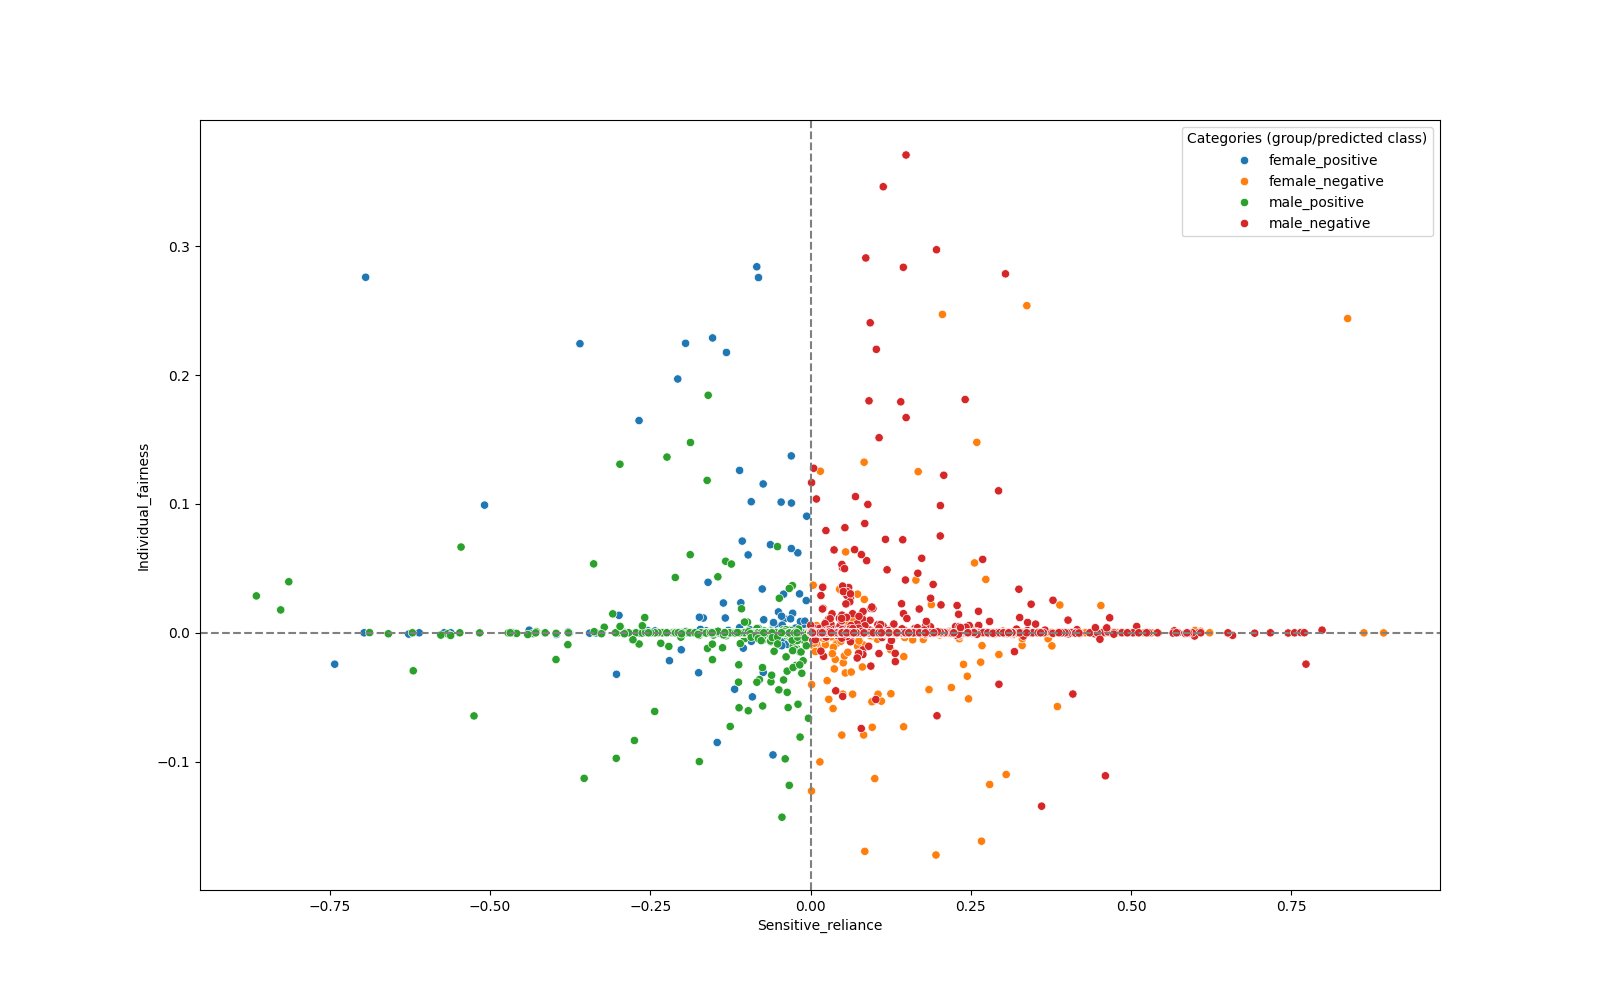 Categories (group/predicted class)
female_positive
female_negative
male_positive
male_negative
0.3
0.2
0.1
0.0
−0.1
Individual_fairness
−0.75 −0.50 −0.25 0.00 0.25 0.50 0.75
Sensitive_reliance